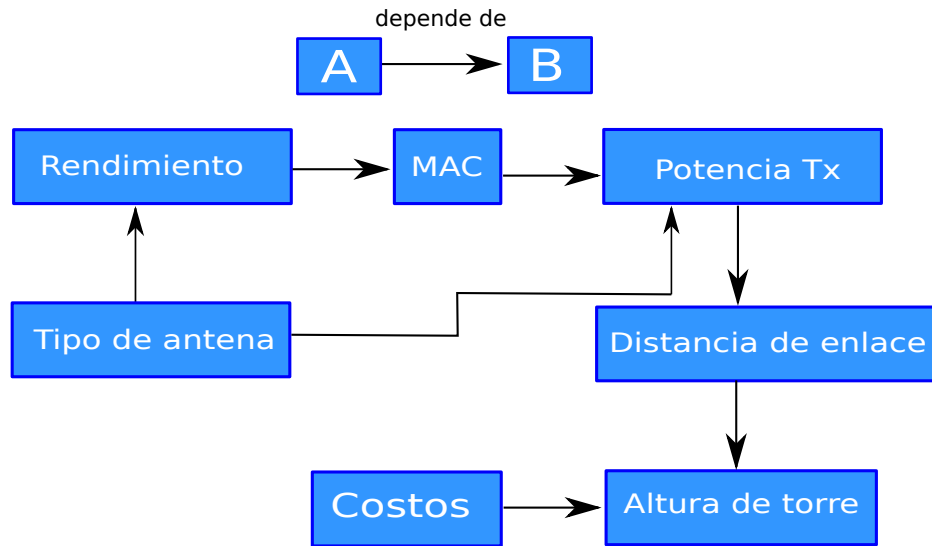 depende de
A
B
Rendimiento
MAC
Potencia Tx
Tipo de antena
Distancia de enlace
Costos
Altura de torre